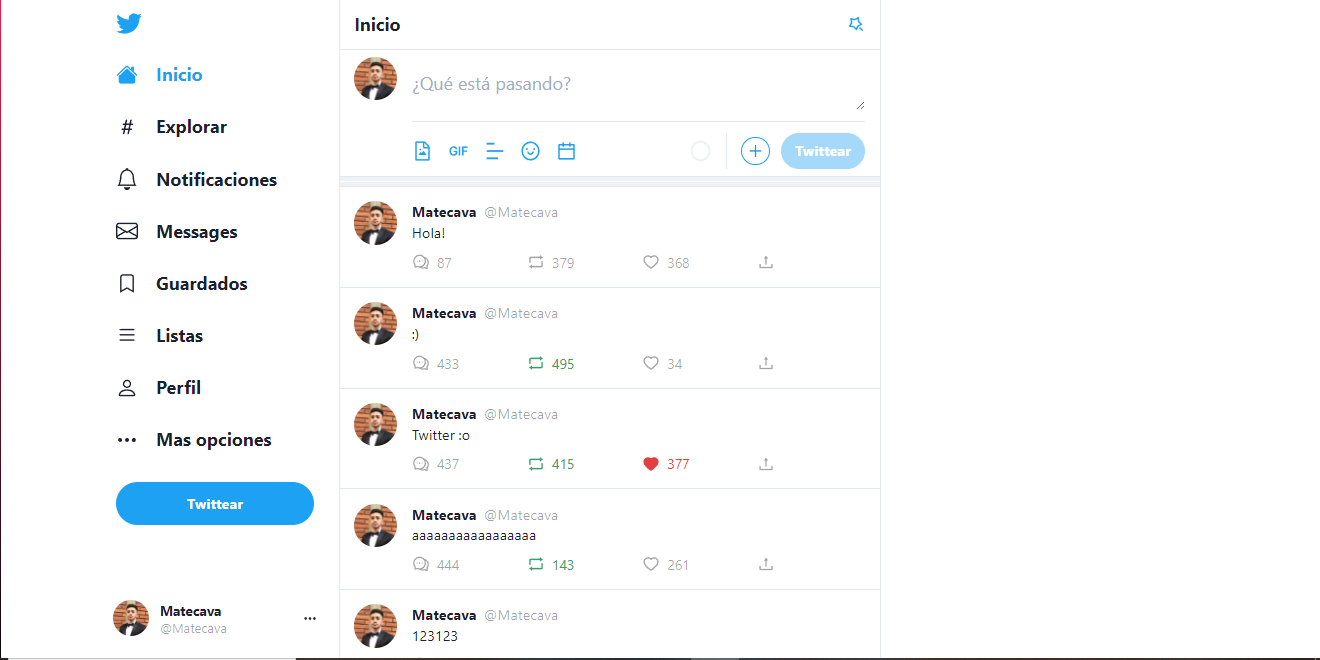 Inicio
Explorar
Notificaciones
Messages
Guardados
Listas
Perfil
Mas opciones
Twittear
Matecava
@Matecava
Inicio
¿Qué está pasando?
GIF
Twittear
Matecava @Matecava
Hola!
87 379 368
Matecava @Matecava
:)
433 495 34
Matecava @Matecava
Twitter :o
437 415 377
Matecava @Matecava
aaaaaaaaaaaaaaaaa
444 143 261
Matecava @Matecava
123123